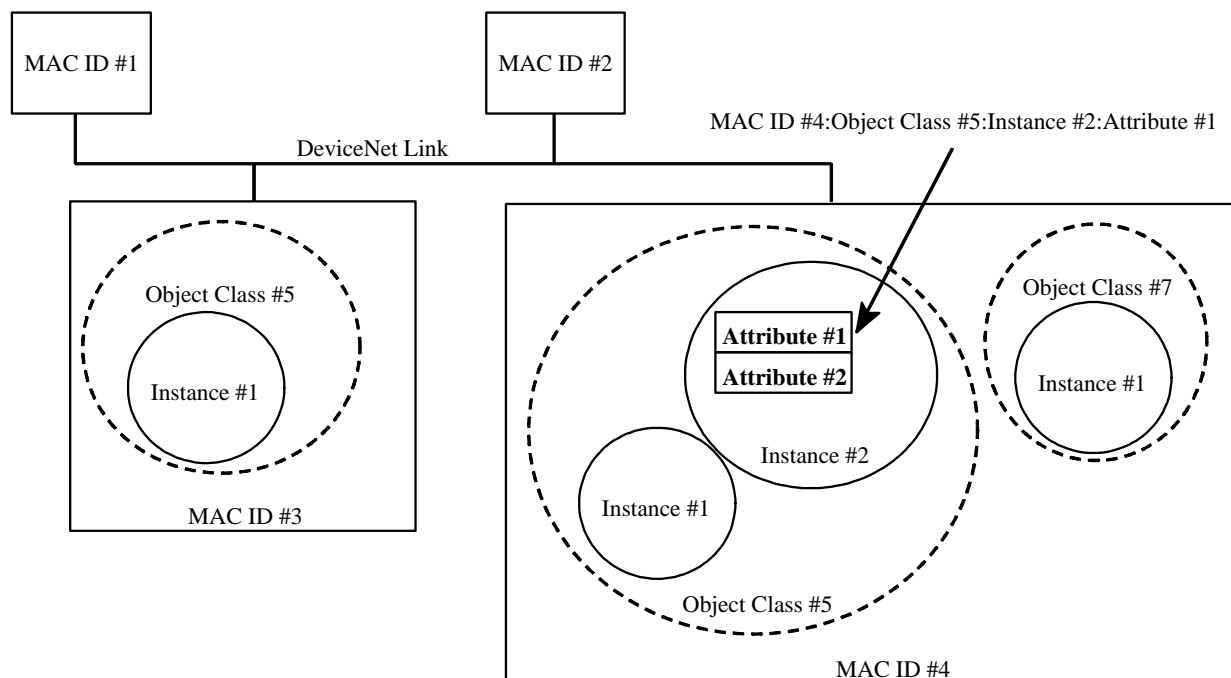 MAC ID #1
MAC ID #2
MAC ID #4:Object Class #5:Instance #2:Attribute #1
DeviceNet Link
Object Class #5
Instance #1
MAC ID #3
Attribute #1
Attribute #2
Instance #2
Instance #1
Object Class #5
Object Class #7
Instance #1
MAC ID #4